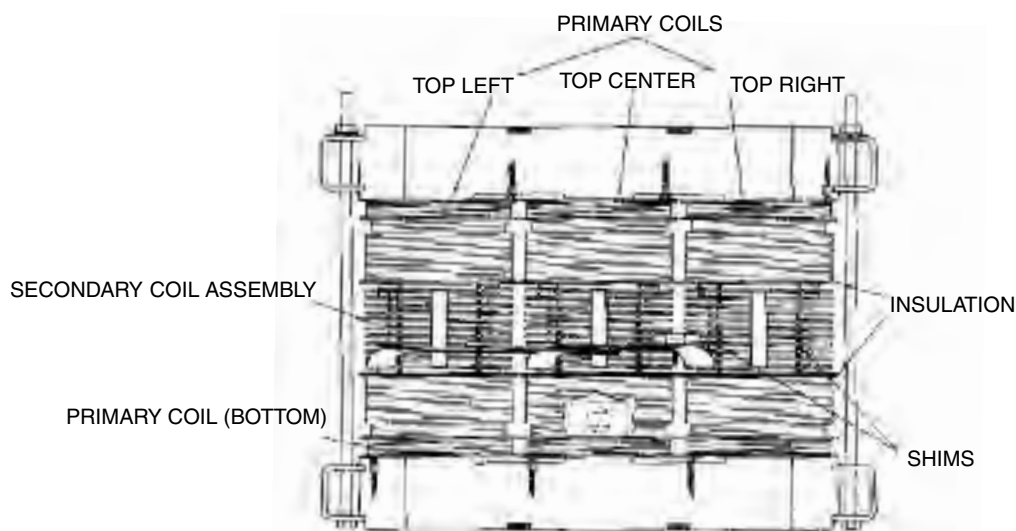 PRIMARY COILS
TOP LEFT
TOP CENTER
TOP RIGHT
SECONDARY COIL ASSEMBLY
INSULATION
PRIMARY COIL (BOTTOM)
SHIMS